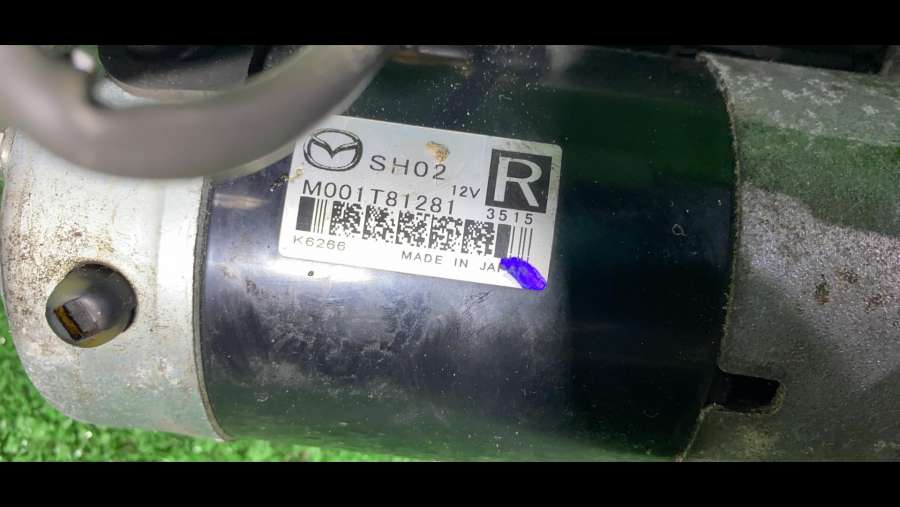 SH02
R
12V
M001T81281
3515
K6266
MADE IN JAPAN